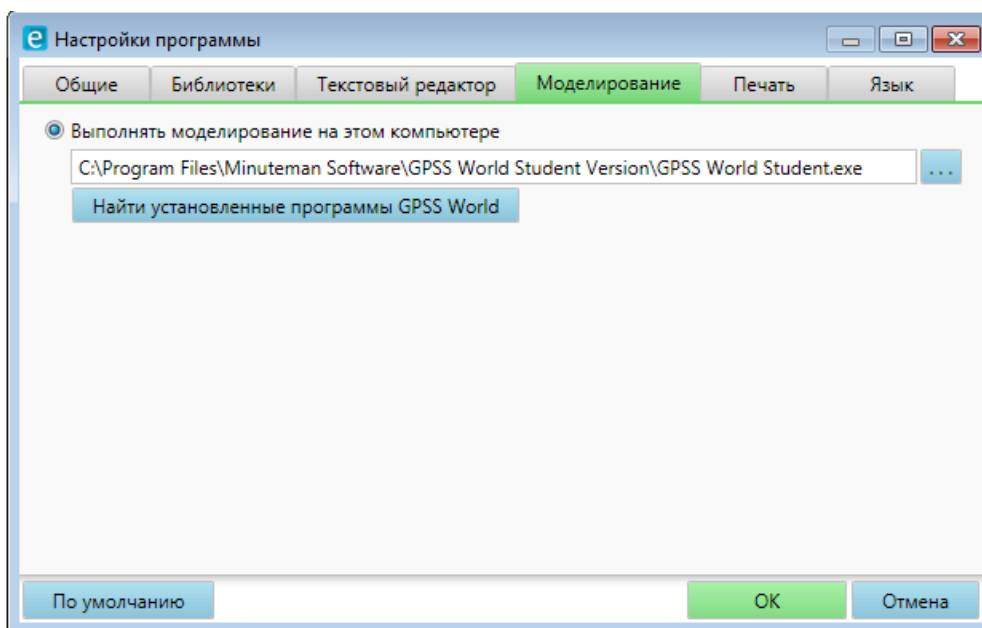 e Настройки программы
Общие Библиотеки Текстовый редактор Моделирование Печать Язык
Выполнять моделирование на этом компьютере
C:\Program Files\Minuteman Software\GPSS World Student Version\GPSS World Student.exe ...
Найти установленные программы GPSS World
По умолчанию OK Отмена